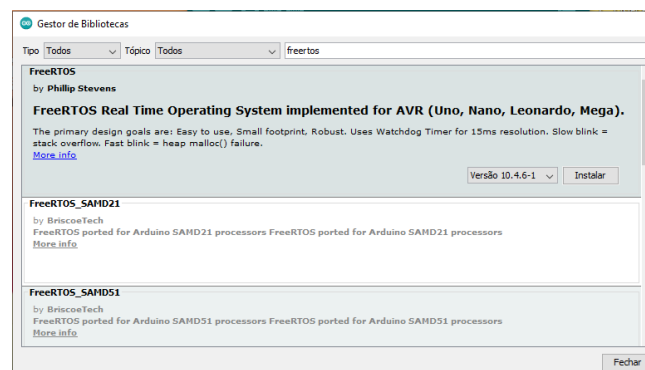 Gestor de Bibliotecas
Tipo Todos Tópico Todos freertos
FreeRTOS
by Phillip Stevens
FreeRTOS Real Time Operating System implemented for AVR (Uno, Nano, Leonardo, Mega).
The primary design goals are: Easy to use, Small footprint, Robust. Uses Watchdog Timer for 15ms resolution. Slow blink =
stack overflow. Fast blink = heap malloc() failure.
More info
Versão 10.4.6-1 Instalar
FreeRTOS_SAMD21
by BriscoeTech
FreeRTOS ported for Arduino SAMD21 processors FreeRTOS ported for Arduino SAMD21 processors
More info
FreeRTOS_SAMD51
by BriscoeTech
FreeRTOS ported for Arduino SAMD51 processors FreeRTOS ported for Arduino SAMD51 processors
More info
Fechar